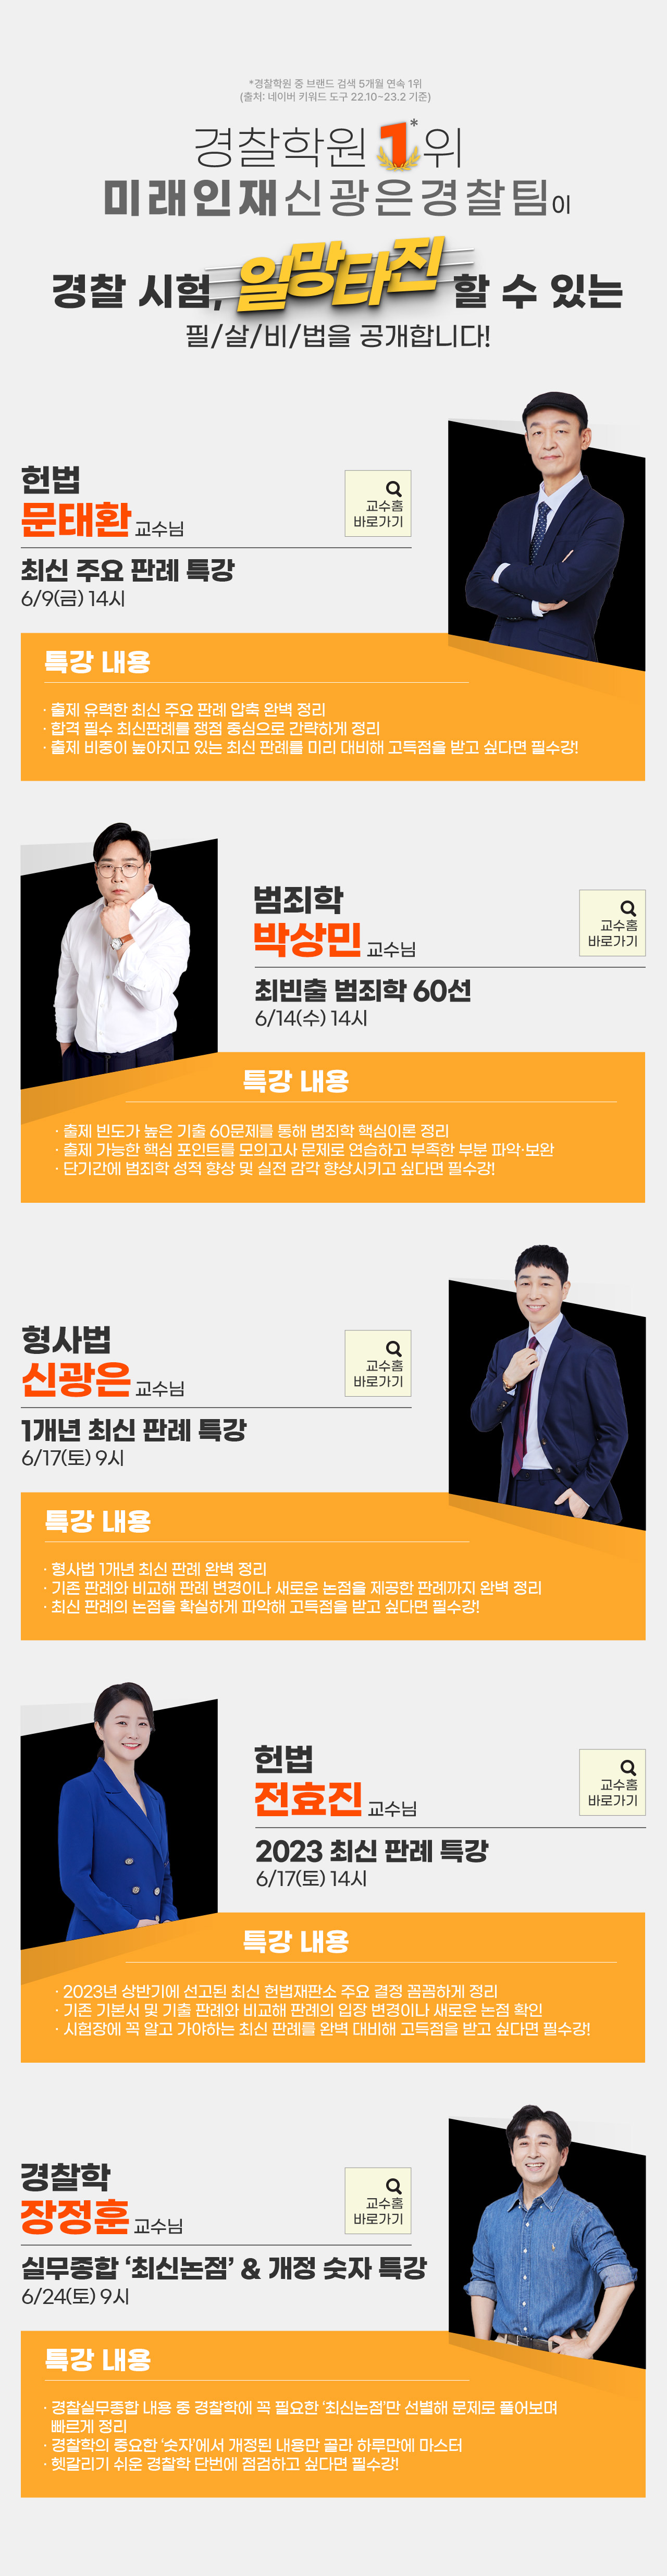 *경찰학원 중 브랜드 검색 5개월 연속 1위
(출처: 네이버 키워드 도구 22.10~23.2 기준)
경찰학원 1*위
미래인재신광은경찰팀이
경찰 시험, 일망타진 할 수 있는
필/살/비/법을 공개합니다!
헌법
문태환 교수님
교수홈
바로가기
최신 주요 판례 특강
6/9(금) 14시
특강 내용
· 출제 유력한 최신 주요 판례 압축 완벽 정리
· 합격 필수 최신판례를 쟁점 중심으로 간략하게 정리
· 출제 비중이 높아지고 있는 최신 판례를 미리 대비해 고득점을 받고 싶다면 필수강!
범죄학
박상민 교수님
교수홈
바로가기
최빈출 범죄학 60선
6/14(수) 14시
특강 내용
· 출제 빈도가 높은 기출 60문제를 통해 범죄학 핵심이론 정리
· 출제 가능한 핵심 포인트를 모의고사 문제로 연습하고 부족한 부분 파악·보완
· 단기간에 범죄학 성적 향상 및 실전 감각 향상시키고 싶다면 필수강!
형사법
신광은 교수님
교수홈
바로가기
1개년 최신 판례 특강
6/17(토) 9시
특강 내용
· 형사법 1개년 최신 판례 완벽 정리
· 기존 판례와 비교해 판례 변경이나 새로운 논점을 제공한 판례까지 완벽 정리
· 최신 판례의 논점을 확실하게 파악해 고득점을 받고 싶다면 필수강!
헌법
전효진 교수님
교수홈
바로가기
2023 최신 판례 특강
6/17(토) 14시
특강 내용
· 2023년 상반기에 선고된 최신 헌법재판소 주요 결정 꼼꼼하게 정리
· 기존 기본서 및 기출 판례와 비교해 판례의 입장 변경이나 새로운 논점 확인
· 시험장에 꼭 알고 가야하는 최신 판례를 완벽 대비해 고득점을 받고 싶다면 필수강!
경찰학
장정훈 교수님
교수홈
바로가기
실무종합 ‘최신논점’ & 개정 숫자 특강
6/24(토) 9시
특강 내용
· 경찰실무종합 내용 중 경찰학에 꼭 필요한 ‘최신논점’만 선별해 문제로 풀어보며
빠르게 정리
· 경찰학의 중요한 ‘숫자’에서 개정된 내용만 골라 하루만에 마스터
· 헷갈리기 쉬운 경찰학 단번에 점검하고 싶다면 필수강!